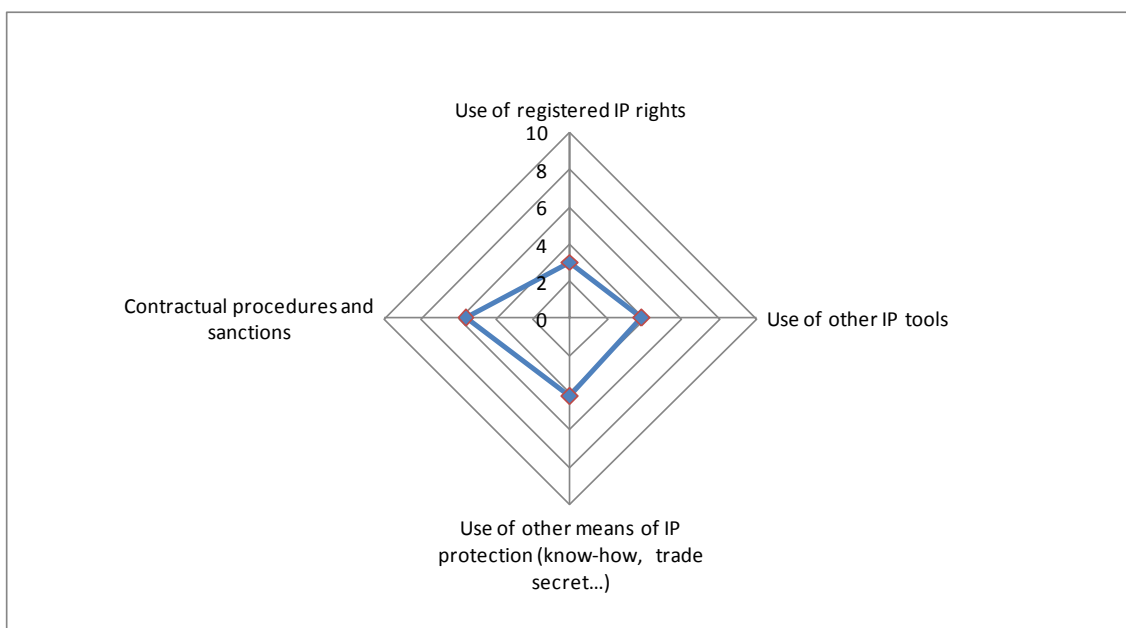 Use of registered IP rights
10
8
6
4
2
0
Contractual procedures and
sanctions
Use of other IP tools
Use of other means of IP
protection (know-how, trade
secret...)